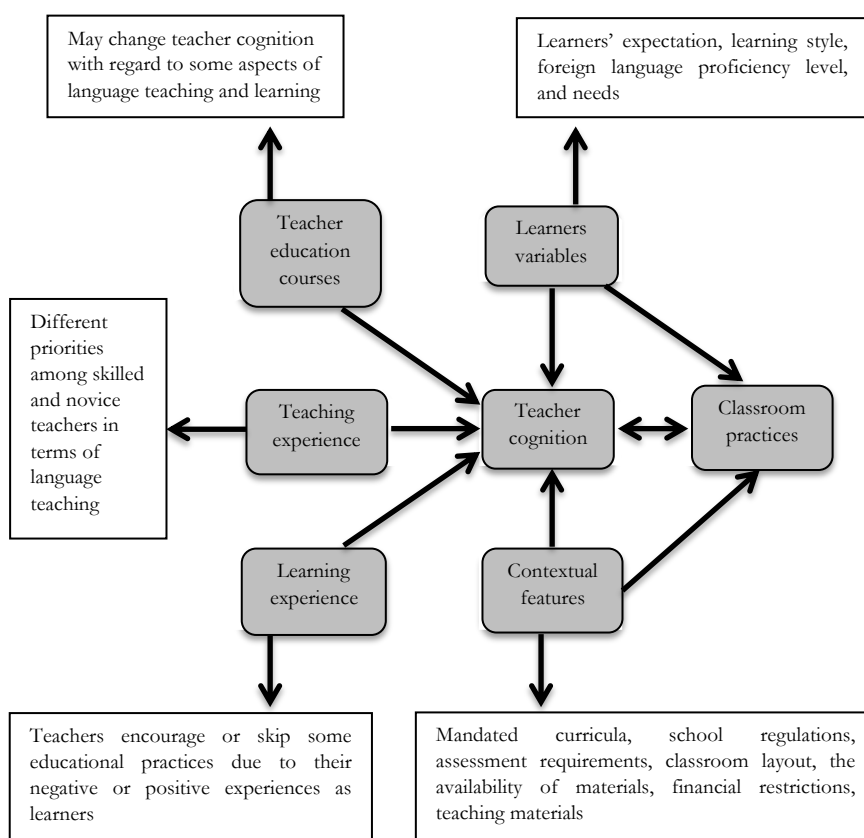 May change teacher cognition
with regard to some aspects of
language teaching and learning
Learners’ expectation, learning style,
foreign language proficiency level,
and needs
Teacher
education
courses
Learners
variables
Different
priorities
among skilled
and novice
teachers in
terms of
language
teaching
Teaching
experience
Teacher
cognition
Classroom
practices
Learning
experience
Contextual
features
Teachers encourage or skip some
educational practices due to their
negative or positive experiences as
learners
Mandated curricula, school regulations,
assessment requirements, classroom layout, the
availability of materials, financial restrictions,
teaching materials